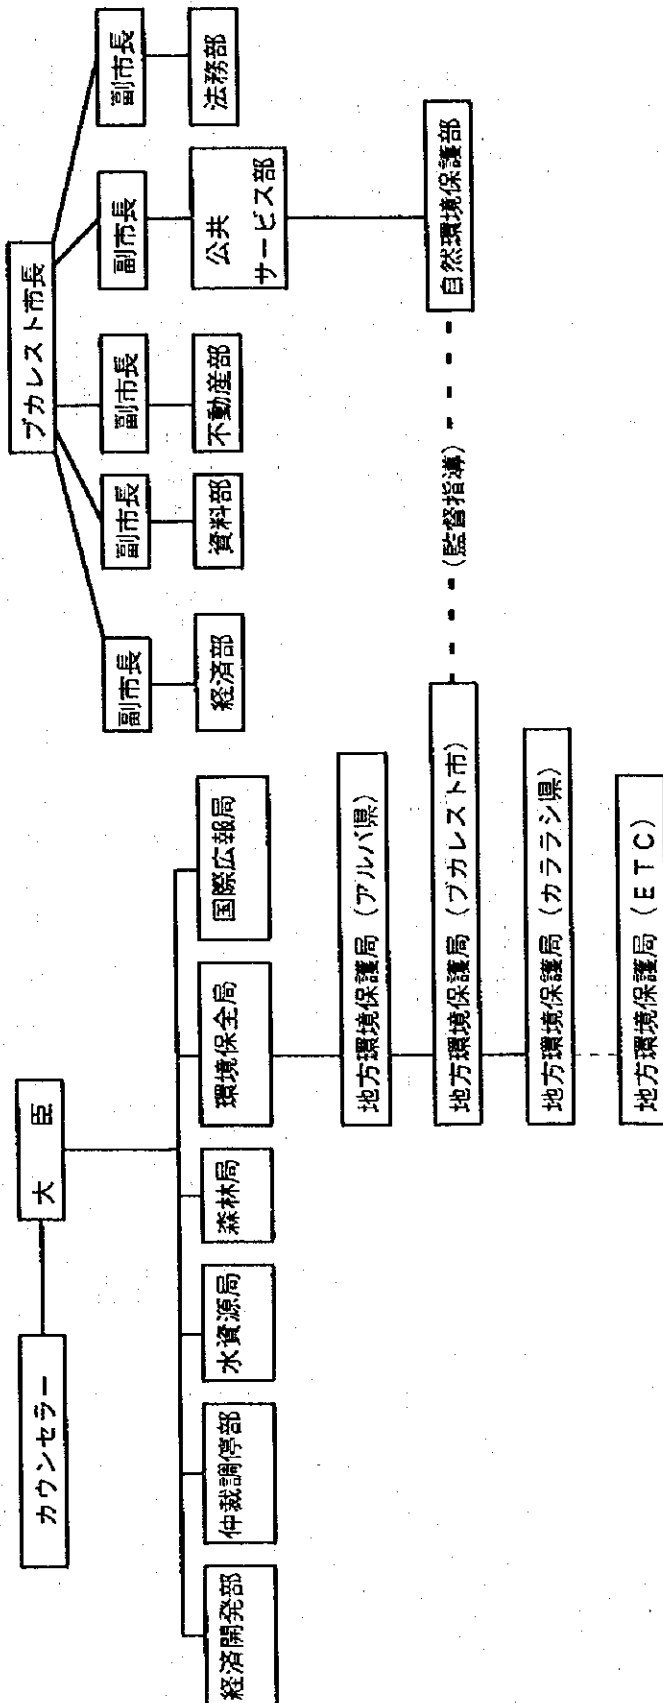 カウンセラー
大臣
経済開発部
仲裁調停部
水資源局
森林局
環境保全局
国際広報局
地方環境保護局(アルバ県)
地方環境保護局(ブカレスト市)
地方環境保護局(カララシ県)
地方環境保護局(ETC)
(監督指導)
ブカレスト市長
副市長
副市長
副市長
副市長
副市長
経済部
資料部
不動産部
公共
サービス部
法務部
自然環境保護部